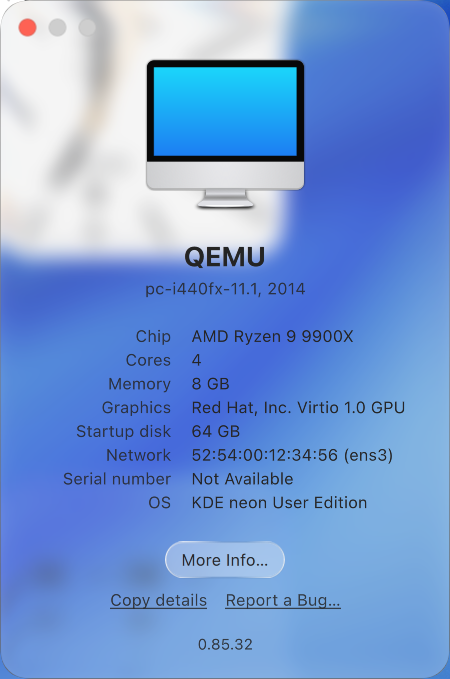 QEMU
pc-i440fx-11.1, 2014
Chip AMD Ryzen 9 9900X
Cores 4
Memory 8 GB
Graphics Red Hat, Inc. Virtio 1.0 GPU
Startup disk 64 GB
Network 52:54:00:12:34:56 (ens3)
Serial number Not Available
OS KDE neon User Edition
More Info...
Copy details Report a Bug...
0.85.32